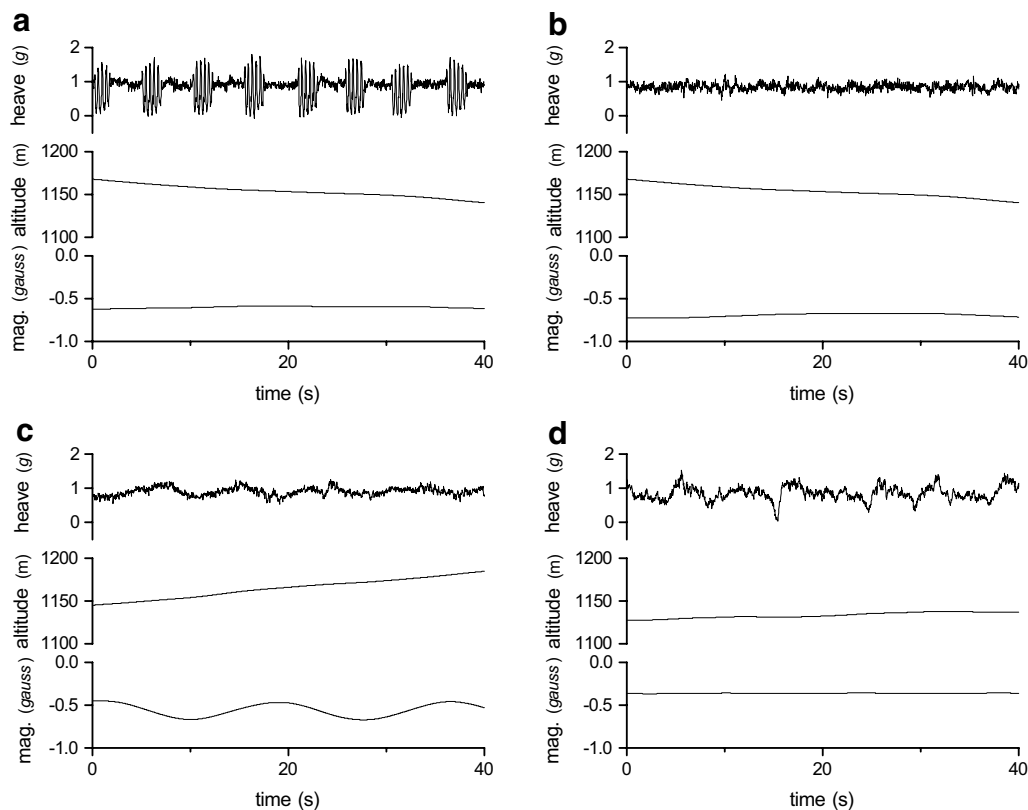 a
heave (g)
2
1
0
altitude (m)
1200
1150
1100
mag. (gauss)
0.0
-0.5
-1.0
0 20 40
time (s)
b
heave (g)
2
1
0
altitude (m)
1200
1150
1100
mag. (gauss)
0.0
-0.5
-1.0
0 20 40
time (s)
c
heave (g)
2
1
0
altitude (m)
1200
1150
1100
mag. (gauss)
0.0
-0.5
-1.0
0 20 40
time (s)
d
heave (g)
2
1
0
altitude (m)
1200
1150
1100
mag. (gauss)
0.0
-0.5
-1.0
0 20 40
time (s)